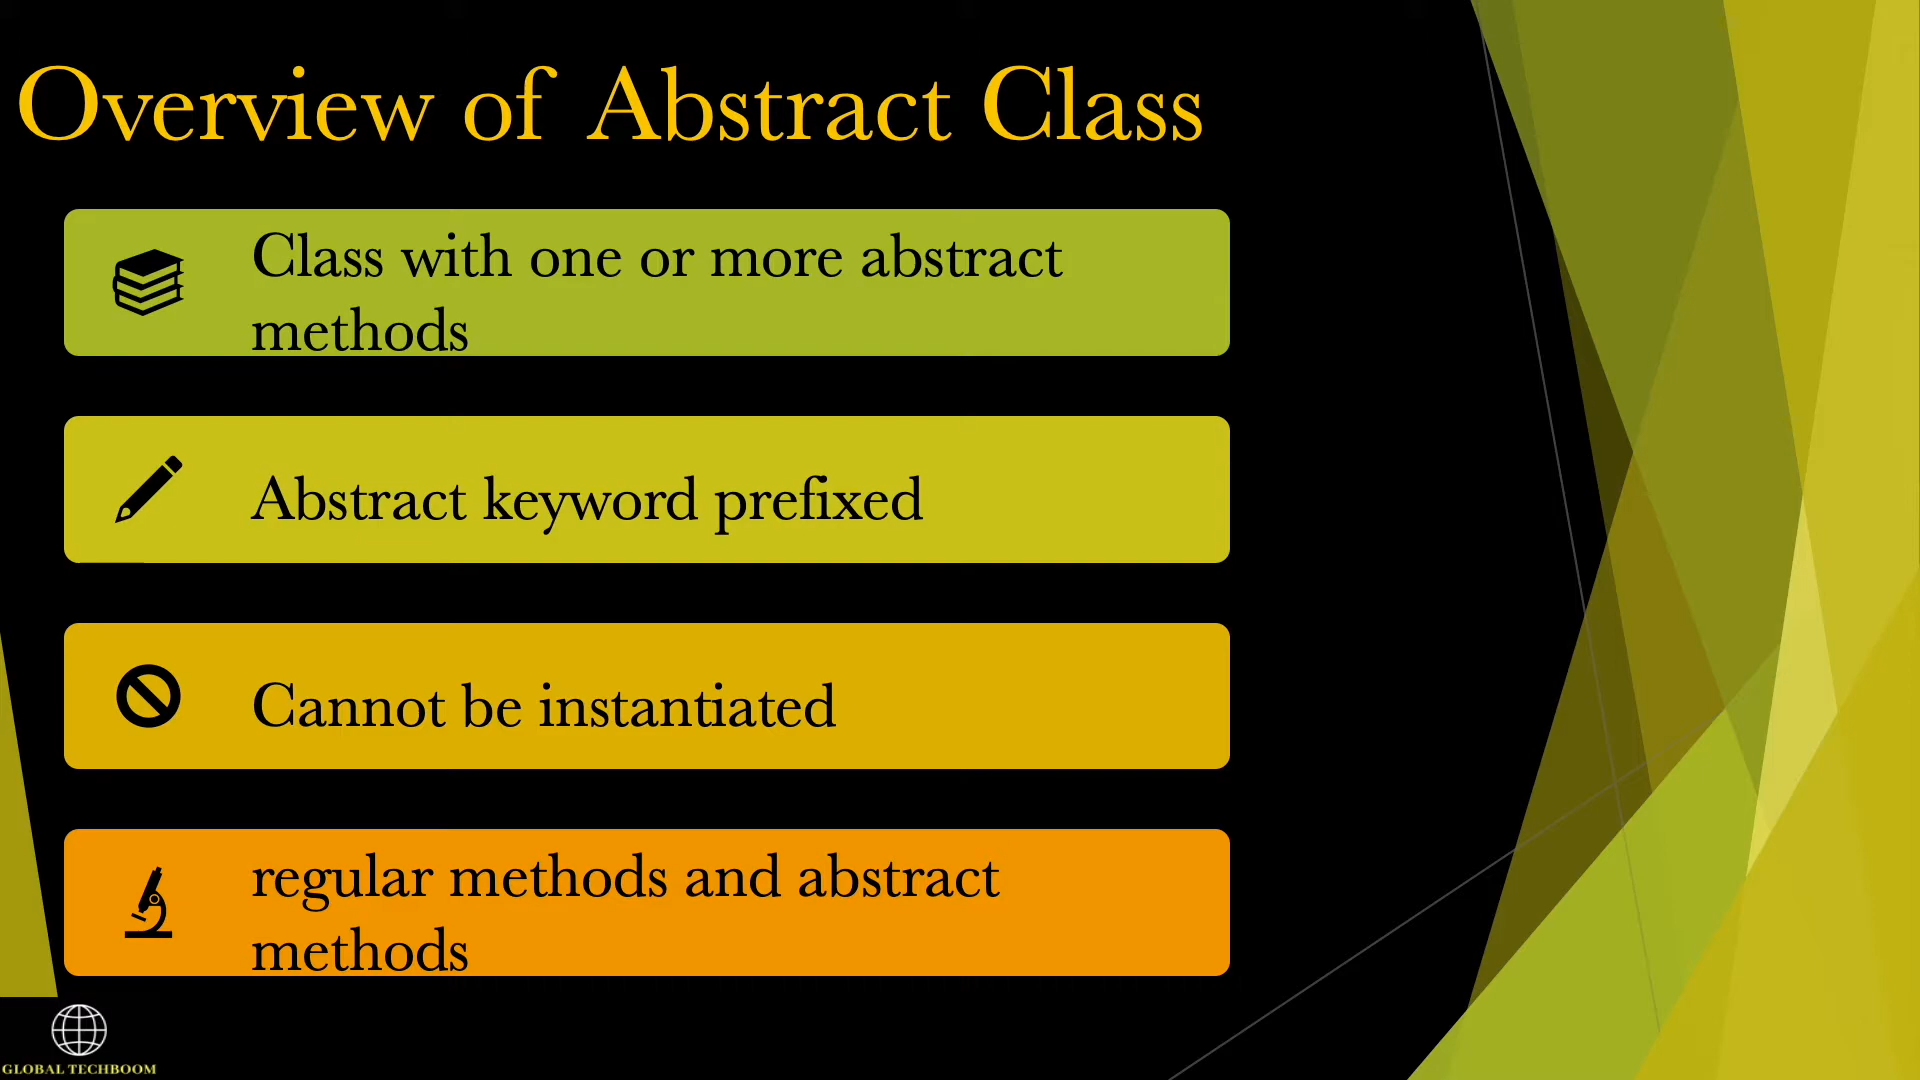 Overview of Abstract Class
Class with one or more abstract
methods
Abstract keyword prefixed
Cannot be instantiated
regular methods and abstract
methods
GLOBAL TECHBOOM